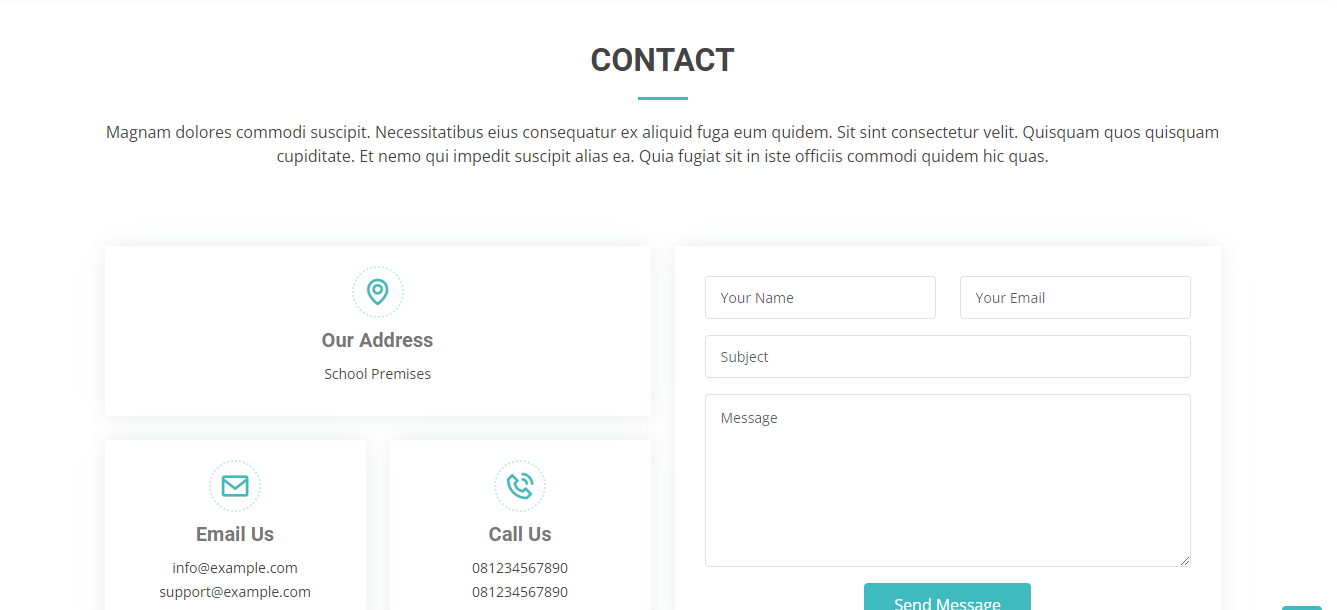 CONTACT
Magnam dolores commodi suscipit. Necessitatibus eius consequatur ex aliquid fuga eum quidem. Sit sint consectetur velit. Quisquam quos quisquam
cupiditate. Et nemo qui impedit suscipit alias ea. Quia fugiat sit in iste officiis commodi quidem hic quas.
Our Address
School Premises
Email Us
info@example.com
support@example.com
Call Us
081234567890
081234567890
Your Name
Your Email
Subject
Message
Send Message